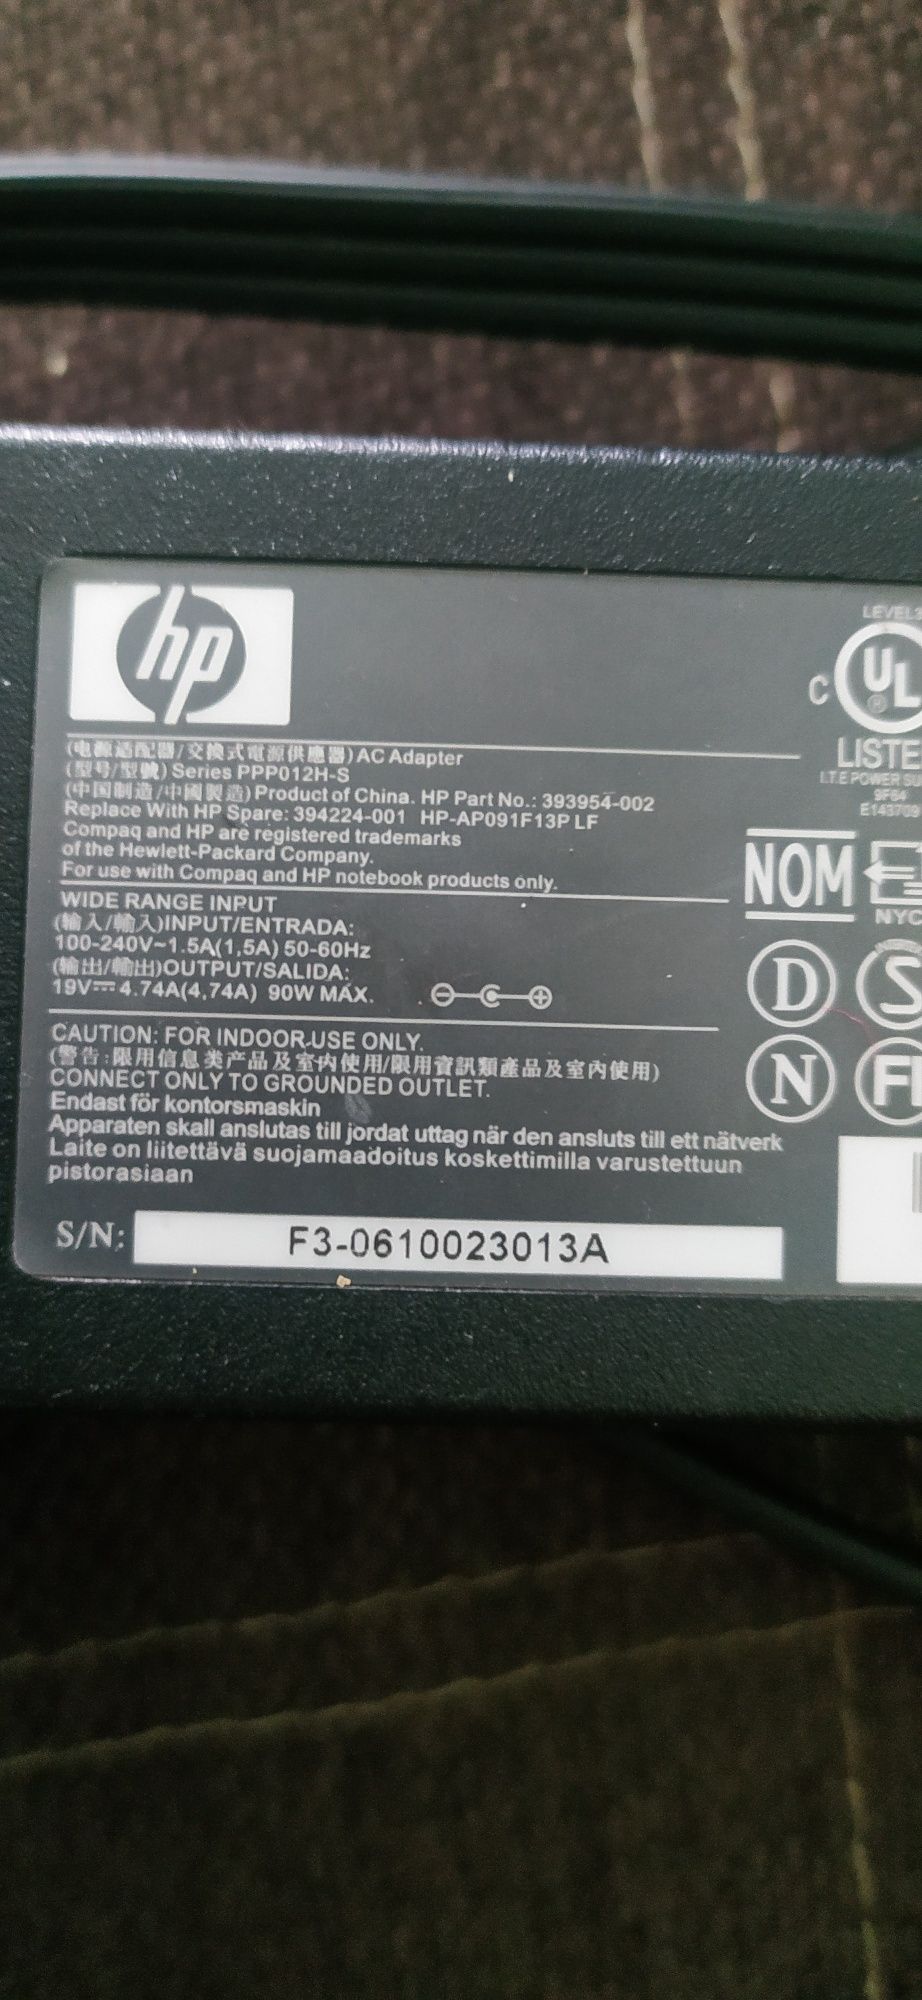 hp
(电源适配器/交換式電源供應器) AC Adapter
(型号/型號) Series PPP012H-S
(中国制造/中國製造) Product of China. HP Part No.: 393954-002
Replace With HP Spare: 394224-001 HP-AP091F13P LF
Compaq and HP are registered trademarks
of the Hewlett-Packard Company.
For use with Compaq and HP notebook products only.
WIDE RANGE INPUT
(输入/輸入)INPUT/ENTRADA:
100-240V~1.5A(1,5A) 50-60Hz
(输出/輸出)OUTPUT/SALIDA:
19V⎓4.74A(4,74A) 90W MAX.
CAUTION: FOR INDOOR USE ONLY.
(警告:限用信息类产品及室内使用/限用資訊類產品及室內使用)
CONNECT ONLY TO GROUNDED OUTLET.
Endast för kontorsmaskin
Apparaten skall anslutas till jordat uttag när den ansluts till ett nätverk
Laite on liitettävä suojamaadoitus koskettimilla varustettuun
pistorasiaan
S/N: F3-0610023013A
LEVEL
C UL ®
LISTE
I.T.E POWER S
9F64
E14370
NOM
NYC
D S
N FI